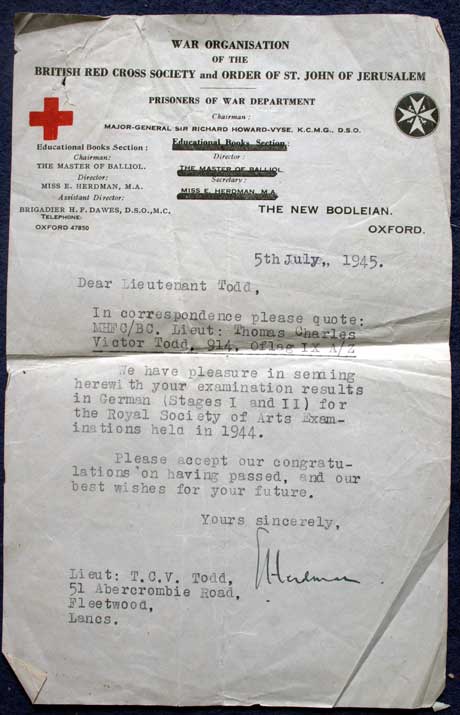 WAR ORGANISATION
OF THE
BRITISH RED CROSS SOCIETY and ORDER OF ST. JOHN OF JERUSALEM
PRISONERS OF WAR DEPARTMENT
Chairman:
MAJOR-GENERAL SIR RICHARD HOWARD-VYSE, K.C.M.G., D.S.O.
Educational Books Section:
Chairman:
THE MASTER OF BALLIOL.
Director:
MISS E. HERDMAN, M.A.
Assistant Director:
BRIGADIER H. F. DAWES, D.S.O., M.C.
TELEPHONE:
OXFORD 47850
Educational Books Section:
Director:
THE MASTER OF BALLIOL
Secretary:
MISS E. HERDMAN, M.A.
THE NEW BODLEIAN.
OXFORD.
5th July, 1945.
Dear Lieutenant Todd,
In correspondence please quote:
MHFC/BC. Lieut: Thomas Charles
Victor Todd, 914, Oflag IX A/Z
We have pleasure in sending
herewith your examination results
in German (Stages I and II) for
the Royal Society of Arts Exam-
inations held in 1944.
Please accept our congratu-
lations on having passed, and our
best wishes for your future.
Yours sincerely,
E Herdman
Lieut: T.C.V. Todd,
51 Abercrombie Road,
Fleetwood,
Lancs.